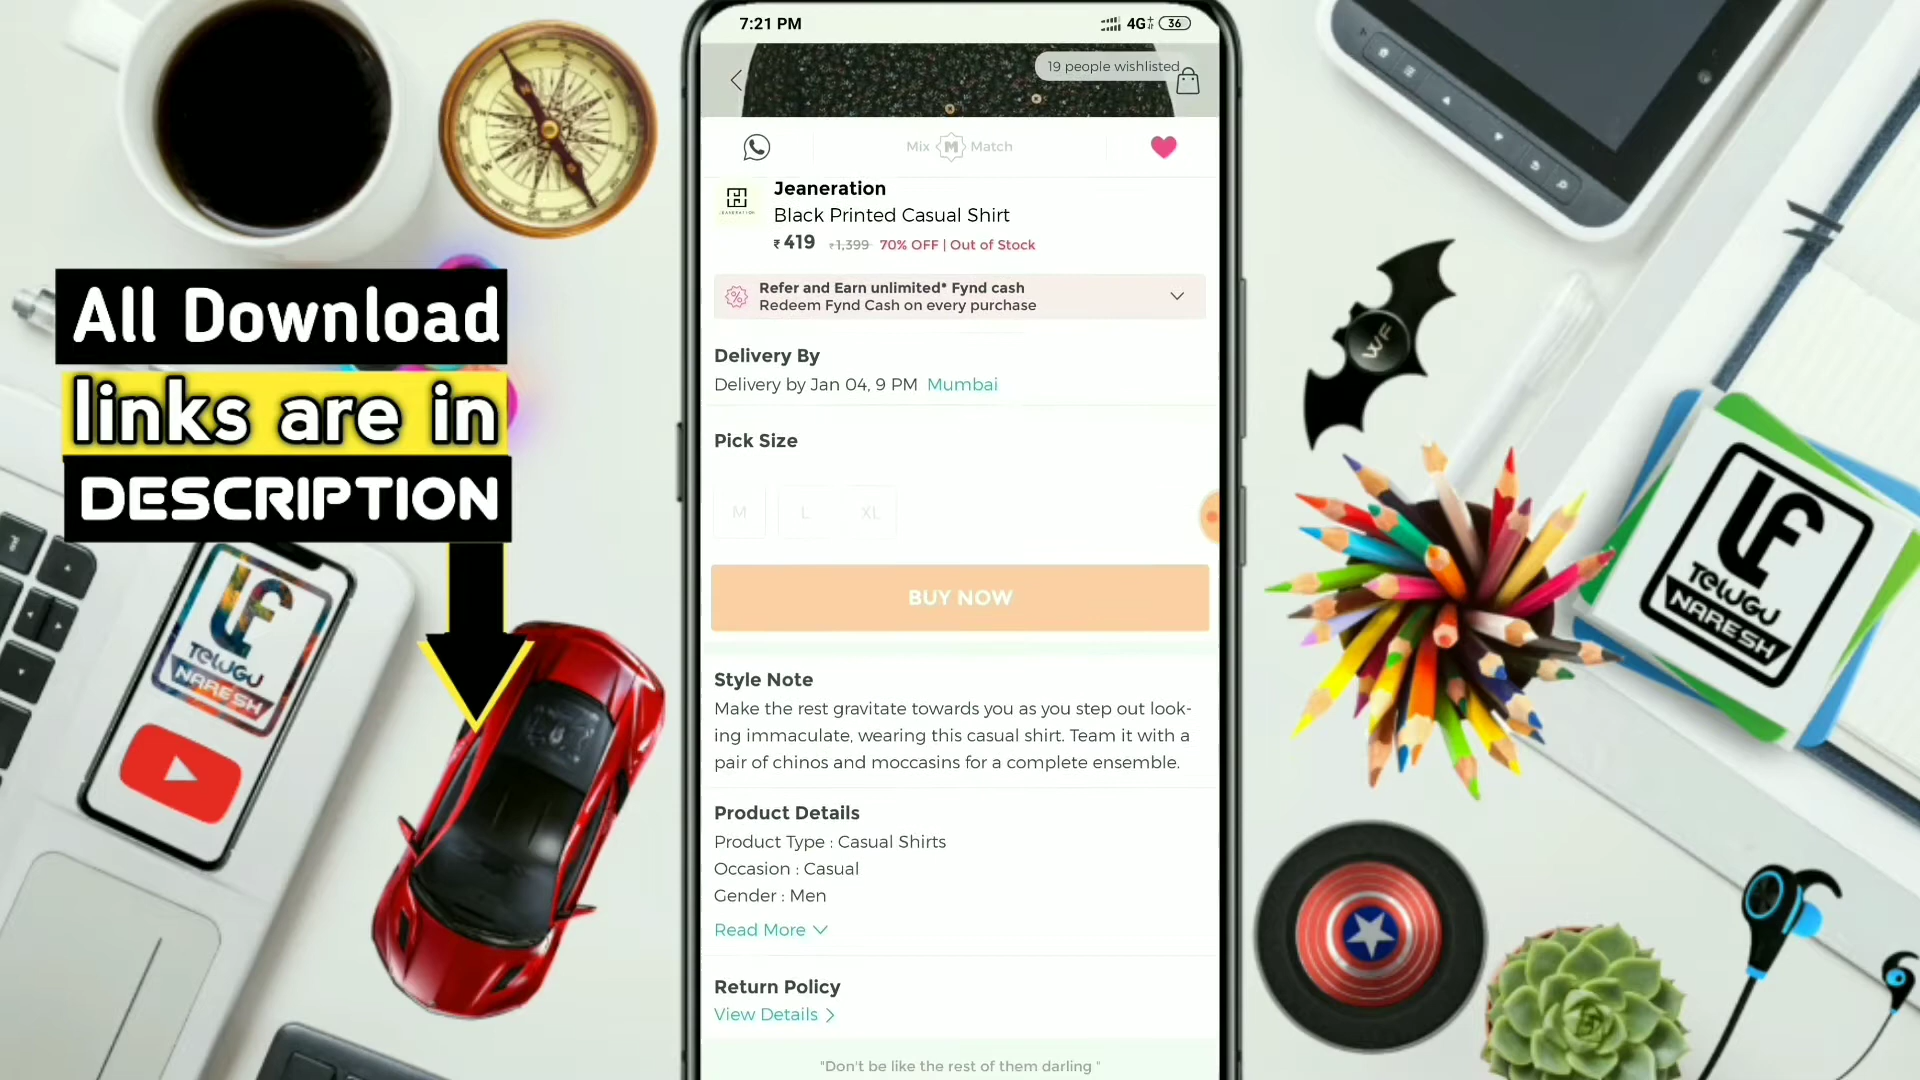 7:21 PM
4G
36
19 people wishlisted
Mix M Match
Jeaneration
JEANERATION
Black Printed Casual Shirt
₹419 ₹1,399 70% OFF | Out of Stock
Refer and Earn unlimited* Fynd cash
Redeem Fynd Cash on every purchase
Delivery By
Delivery by Jan 04, 9 PM Mumbai
Pick Size
M L XL
BUY NOW
Style Note
Make the rest gravitate towards you as you step out look-
ing immaculate, wearing this casual shirt. Team it with a
pair of chinos and moccasins for a complete ensemble.
Product Details
Product Type : Casual Shirts
Occasion : Casual
Gender : Men
Read More
Return Policy
View Details
"Don't be like the rest of them darling "
All Download
links are in
DESCRIPTION
TELUGU
NARESH
WF
TELUGU
NARESH